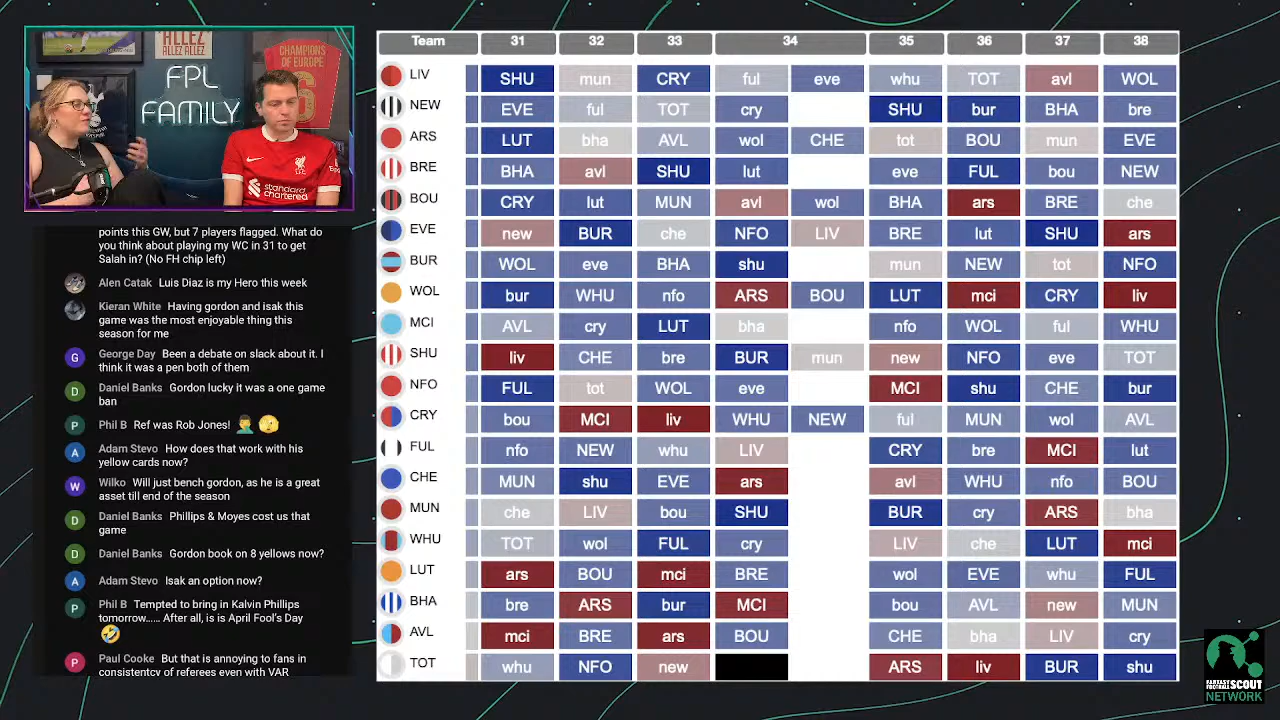 ALLEZ ALLEZ
CHAMPIONS
OF EUROPE
6
FPL
FAMILY
standard
chartered
points this GW, but 7 players flagged. What do
you think about playing my WC in 31 to get
Salah in? (No FH chip left)
Alen Catak Luis Diaz is my Hero this week
Kieran White Having gordon and isak this
game was the most enjoyable thing this
season for me
G George Day Been a debate on slack about it. I
think it was a pen both of them
D Daniel Banks Gordon lucky it was a one game
ban
P Phil B Ref was Rob Jones! 🤦‍♂️ 🫣
A Adam Stevo How does that work with his
yellow cards now?
W Wilko Will just bench gordon, as he is a great
asset till end of the season
D Daniel Banks Phillips & Moyes cost us that
game
D Daniel Banks Gordon book on 8 yellows now?
A Adam Stevo Isak an option now?
P Phil B Tempted to bring in Kalvin Phillips
tomorrow...... After all, is is April Fool's Day
🤣
P Paul Cooke But that is annoying to fans in
consistentcy of referees even with VAR
Team 31 32 33 34 35 36 37 38
LIV SHU mun CRY ful eve whu TOT avl WOL
NEW EVE ful TOT cry SHU bur BHA bre
ARS LUT bha AVL wol CHE tot BOU mun EVE
BRE BHA avl SHU lut eve FUL bou NEW
BOU CRY lut MUN avl wol BHA ars BRE che
EVE new BUR che NFO LIV BRE lut SHU ars
BUR WOL eve BHA shu mun NEW tot NFO
WOL bur WHU nfo ARS BOU LUT mci CRY liv
MCI AVL cry LUT bha nfo WOL ful WHU
SHU liv CHE bre BUR mun new NFO eve TOT
NFO FUL tot WOL eve MCI shu CHE bur
CRY bou MCI liv WHU NEW ful MUN wol AVL
FUL nfo NEW whu LIV CRY bre MCI lut
CHE MUN shu EVE ars avl WHU nfo BOU
MUN che LIV bou SHU BUR cry ARS bha
WHU TOT wol FUL cry LIV che LUT mci
LUT ars BOU mci BRE wol EVE whu FUL
BHA bre ARS bur MCI bou AVL new MUN
AVL mci BRE ars BOU CHE bha LIV cry
TOT whu NFO new ARS liv BUR shu
FANTASY
FOOTBALL SCOUT
NETWORK